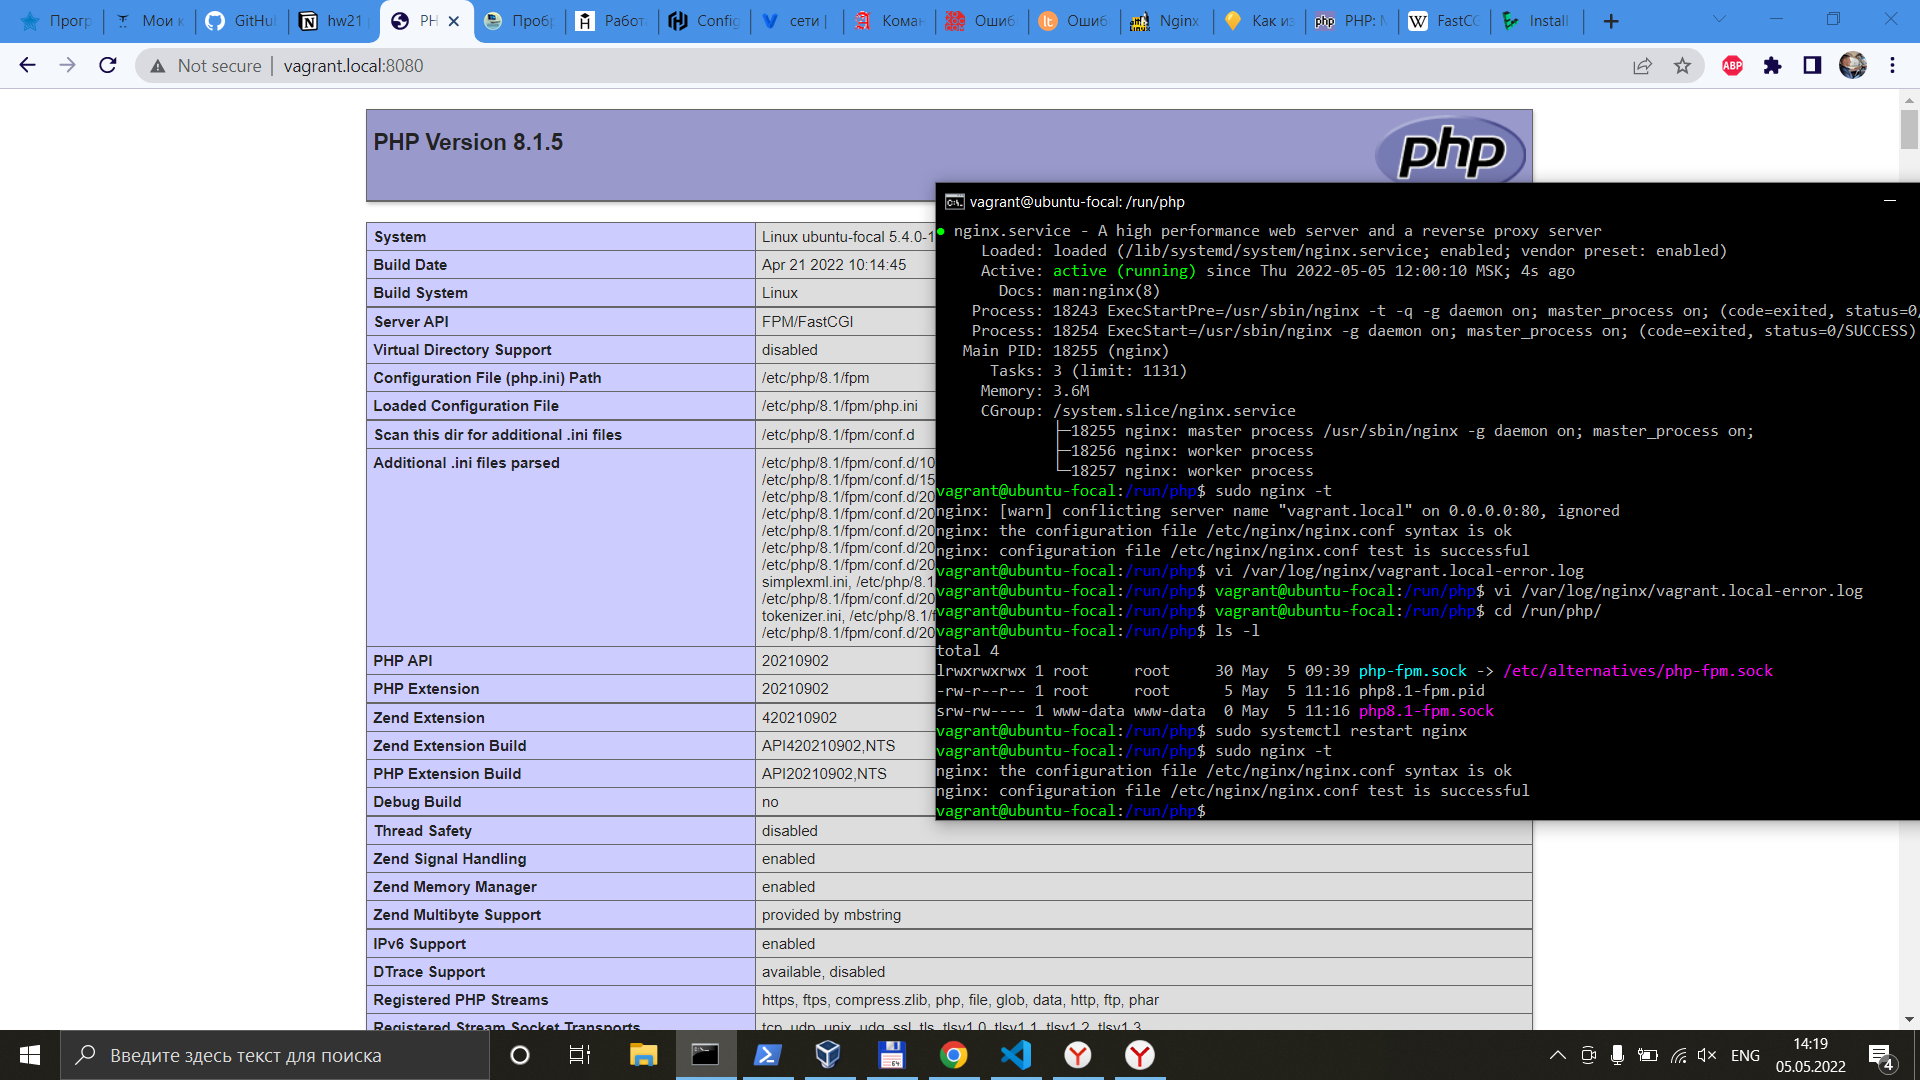 Прогр
Мои к
GitHu
hw21
PH
Проб
Работ
Config
сети |
Коман
Ошиб
Ошиб
Nginx
Как из
PHP: M
FastCG
Install
Not secure | vagrant.local:8080
ABP
PHP Version 8.1.5
php
System Linux ubuntu-focal 5.4.0-1
Build Date Apr 21 2022 10:14:45
Build System Linux
Server API FPM/FastCGI
Virtual Directory Support disabled
Configuration File (php.ini) Path /etc/php/8.1/fpm
Loaded Configuration File /etc/php/8.1/fpm/php.ini
Scan this dir for additional .ini files /etc/php/8.1/fpm/conf.d
Additional .ini files parsed /etc/php/8.1/fpm/conf.d/10
/etc/php/8.1/fpm/conf.d/15
/etc/php/8.1/fpm/conf.d/20
/etc/php/8.1/fpm/conf.d/20
/etc/php/8.1/fpm/conf.d/20
/etc/php/8.1/fpm/conf.d/20
/etc/php/8.1/fpm/conf.d/20
simplexml.ini, /etc/php/8.1
/etc/php/8.1/fpm/conf.d/20
tokenizer.ini, /etc/php/8.1/f
/etc/php/8.1/fpm/conf.d/20
PHP API 20210902
PHP Extension 20210902
Zend Extension 420210902
Zend Extension Build API420210902,NTS
PHP Extension Build API20210902,NTS
Debug Build no
Thread Safety disabled
Zend Signal Handling enabled
Zend Memory Manager enabled
Zend Multibyte Support provided by mbstring
IPv6 Support enabled
DTrace Support available, disabled
Registered PHP Streams https, ftps, compress.zlib, php, file, glob, data, http, ftp, phar
Registered Stream Socket Transports tcp, udp, unix, udg, ssl, tls, tlsv1.0, tlsv1.1, tlsv1.2, tlsv1.3
vagrant@ubuntu-focal: /run/php
● nginx.service - A high performance web server and a reverse proxy server
Loaded: loaded (/lib/systemd/system/nginx.service; enabled; vendor preset: enabled)
Active: active (running) since Thu 2022-05-05 12:00:10 MSK; 4s ago
Docs: man:nginx(8)
Process: 18243 ExecStartPre=/usr/sbin/nginx -t -q -g daemon on; master_process on; (code=exited, status=0/
Process: 18254 ExecStart=/usr/sbin/nginx -g daemon on; master_process on; (code=exited, status=0/SUCCESS)
Main PID: 18255 (nginx)
Tasks: 3 (limit: 1131)
Memory: 3.6M
CGroup: /system.slice/nginx.service
├─18255 nginx: master process /usr/sbin/nginx -g daemon on; master_process on;
├─18256 nginx: worker process
└─18257 nginx: worker process
vagrant@ubuntu-focal:/run/php$ sudo nginx -t
nginx: [warn] conflicting server name "vagrant.local" on 0.0.0.0:80, ignored
nginx: the configuration file /etc/nginx/nginx.conf syntax is ok
nginx: configuration file /etc/nginx/nginx.conf test is successful
vagrant@ubuntu-focal:/run/php$ vi /var/log/nginx/vagrant.local-error.log
vagrant@ubuntu-focal:/run/php$ vagrant@ubuntu-focal:/run/php$ vi /var/log/nginx/vagrant.local-error.log
vagrant@ubuntu-focal:/run/php$ vagrant@ubuntu-focal:/run/php$ cd /run/php/
vagrant@ubuntu-focal:/run/php$ ls -l
total 4
lrwxrwxrwx 1 root     root     30 May  5 09:39 php-fpm.sock -> /etc/alternatives/php-fpm.sock
-rw-r--r-- 1 root     root      5 May  5 11:16 php8.1-fpm.pid
srw-rw---- 1 www-data www-data  0 May  5 11:16 php8.1-fpm.sock
vagrant@ubuntu-focal:/run/php$ sudo systemctl restart nginx
vagrant@ubuntu-focal:/run/php$ sudo nginx -t
nginx: the configuration file /etc/nginx/nginx.conf syntax is ok
nginx: configuration file /etc/nginx/nginx.conf test is successful
vagrant@ubuntu-focal:/run/php$
Введите здесь текст для поиска
ENG
14:19
05.05.2022
4